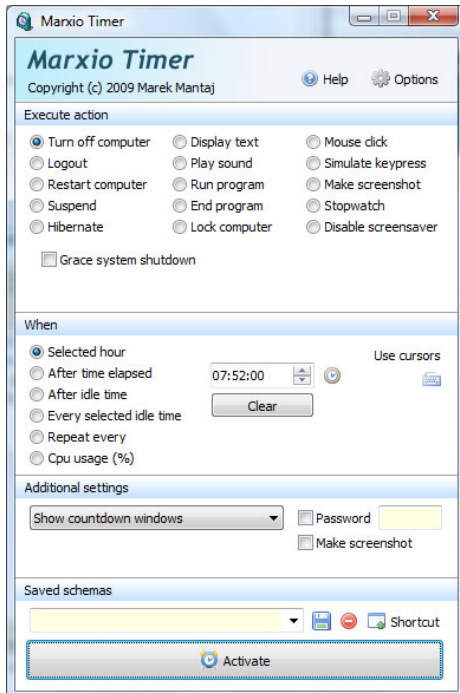 Marxio Timer
Marxio Timer
Copyright (c) 2009 Marek Mantaj
Help
Options
Execute action
Turn off computer
Display text
Mouse click
Logout
Play sound
Simulate keypress
Restart computer
Run program
Make screenshot
Suspend
End program
Stopwatch
Hibernate
Lock computer
Disable screensaver
Grace system shutdown
When
Selected hour
Use cursors
After time elapsed
07:52:00
After idle time
Clear
Every selected idle time
Repeat every
Cpu usage (%)
Additional settings
Show countdown windows
Password
Make screenshot
Saved schemas
Shortcut
Activate